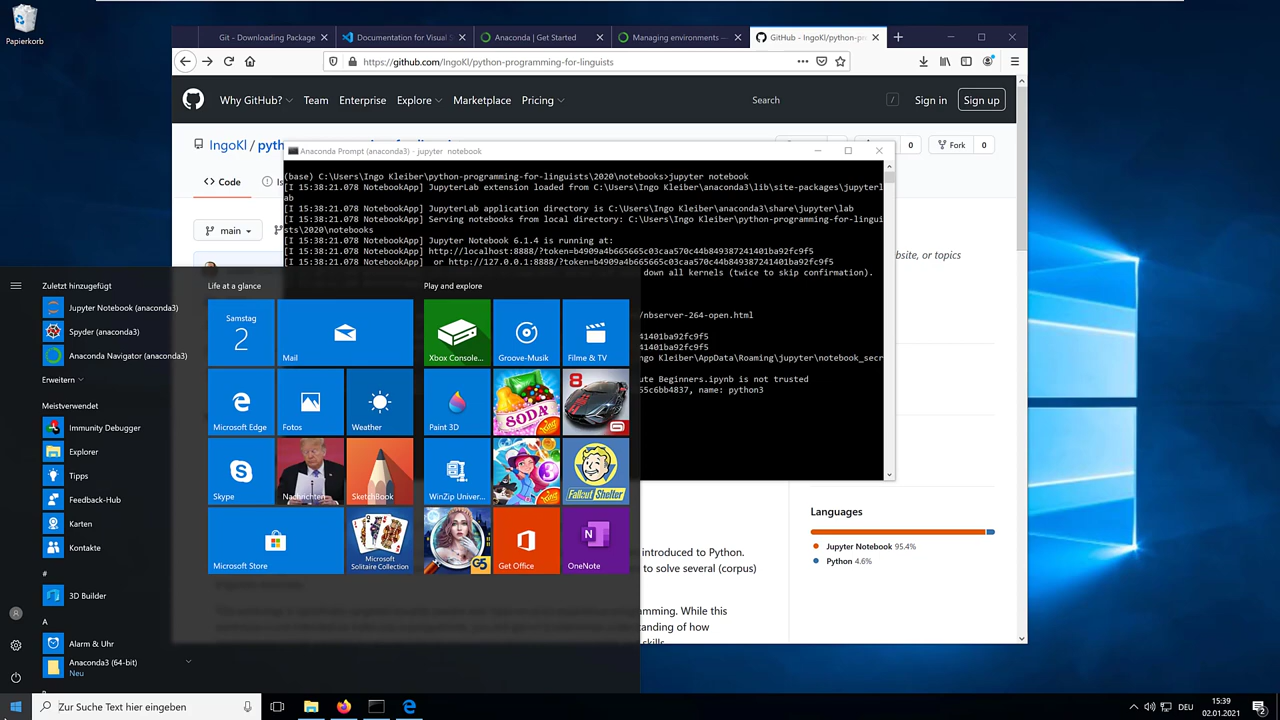 Papierkorb
Git - Downloading Package
Documentation for Visual S
Anaconda | Get Started
Managing environments —
GitHub - IngoKl/python-pr
https://github.com/IngoKl/python-programming-for-linguists
Why GitHub? Team Enterprise Explore Marketplace Pricing
Search /
Sign in Sign up
IngoKl / pyth
0 Fork 0
Anaconda Prompt (anaconda3) - jupyter notebook
Code Is
main
(base) C:\Users\Ingo Kleiber\python-programming-for-linguists\2020\notebooks>jupyter notebook
[I 15:38:21.078 NotebookApp] JupyterLab extension loaded from C:\Users\Ingo Kleiber\anaconda3\lib\site-packages\jupyterl
ab
[I 15:38:21.078 NotebookApp] JupyterLab application directory is C:\Users\Ingo Kleiber\anaconda3\share\jupyter\lab
[I 15:38:21.078 NotebookApp] Serving notebooks from local directory: C:\Users\Ingo Kleiber\python-programming-for-lingui
sts\2020\notebooks
[I 15:38:21.078 NotebookApp] Jupyter Notebook 6.1.4 is running at:
[I 15:38:21.078 NotebookApp] http://localhost:8888/?token=b4909a4b665665c03caa570c44b849387241401ba92fc9f5
[I 15:38:21.078 NotebookApp]  or http://127.0.0.1:8888/?token=b4909a4b665665c03caa570c44b849387241401ba92fc9f5
down all kernels (twice to skip confirmation).
/nbserver-264-open.html
41401ba92fc9f5
41401ba92fc9f5
ngo Kleiber\AppData\Roaming\jupyter\notebook_secr
ute Beginners.ipynb is not trusted
55c6bb4837, name: python3
bsite, or topics
Zuletzt hinzugefügt
Jupyter Notebook (anaconda3)
Spyder (anaconda3)
Anaconda Navigator (anaconda3)
Erweitern
Meistverwendet
Immunity Debugger
Explorer
Tipps
Feedback-Hub
Karten
Kontakte
#
3D Builder
A
Alarm & Uhr
Anaconda3 (64-bit)
Neu
Life at a glance
Samstag
2
Mail
Microsoft Edge
Fotos
Weather
Skype
Nachrichten
SketchBook
Microsoft Store
Microsoft
Solitaire Collection
Play and explore
Xbox Console...
Groove-Musik
Filme & TV
Paint 3D
SODA
King
8
WinZip Univer...
3
King
Fallout Shelter
G5
Get Office
OneNote
introduced to Python.
to solve several (corpus)
mming. While this
anding of how
skills.
Languages
Jupyter Notebook 95.4%
Python 4.6%
Zur Suche Text hier eingeben
DEU
15:39
02.01.2021
2